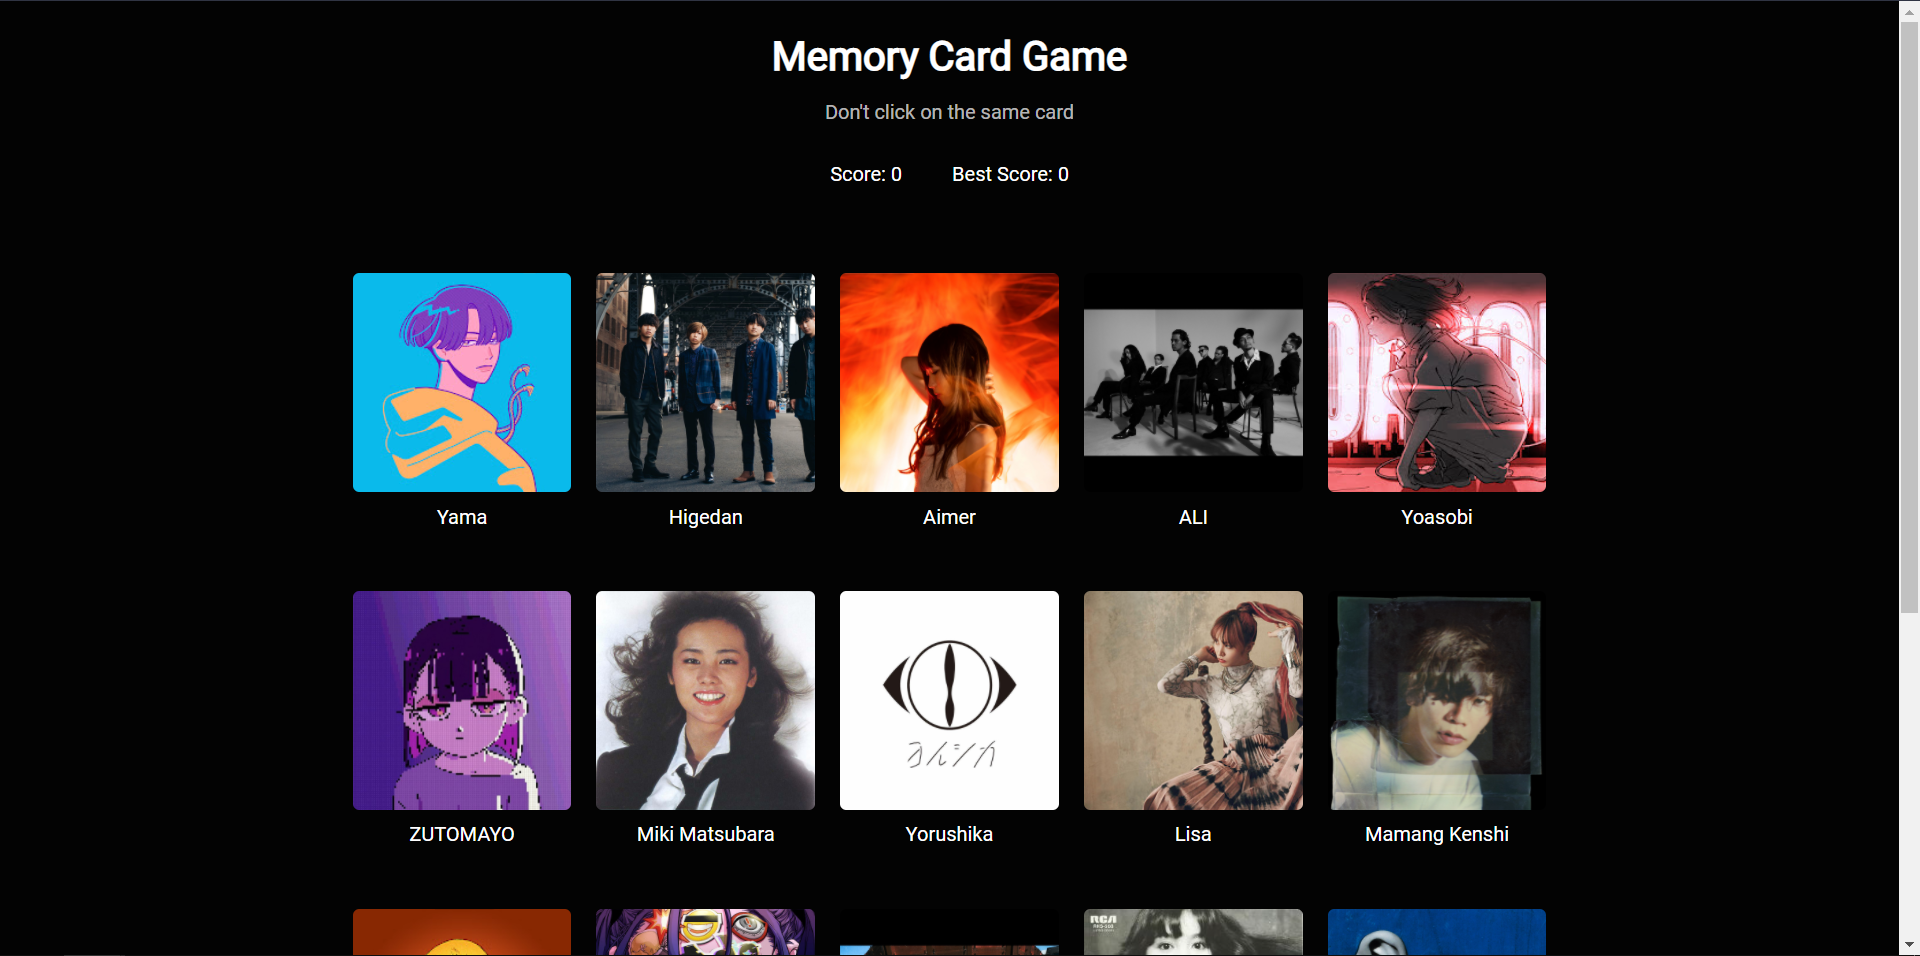 Memory Card Game
Don't click on the same card
Score: 0 Best Score: 0
Yama Higedan Aimer ALI Yoasobi
ヨルシカ
ZUTOMAYO Miki Matsubara Yorushika Lisa Mamang Kenshi
RCA